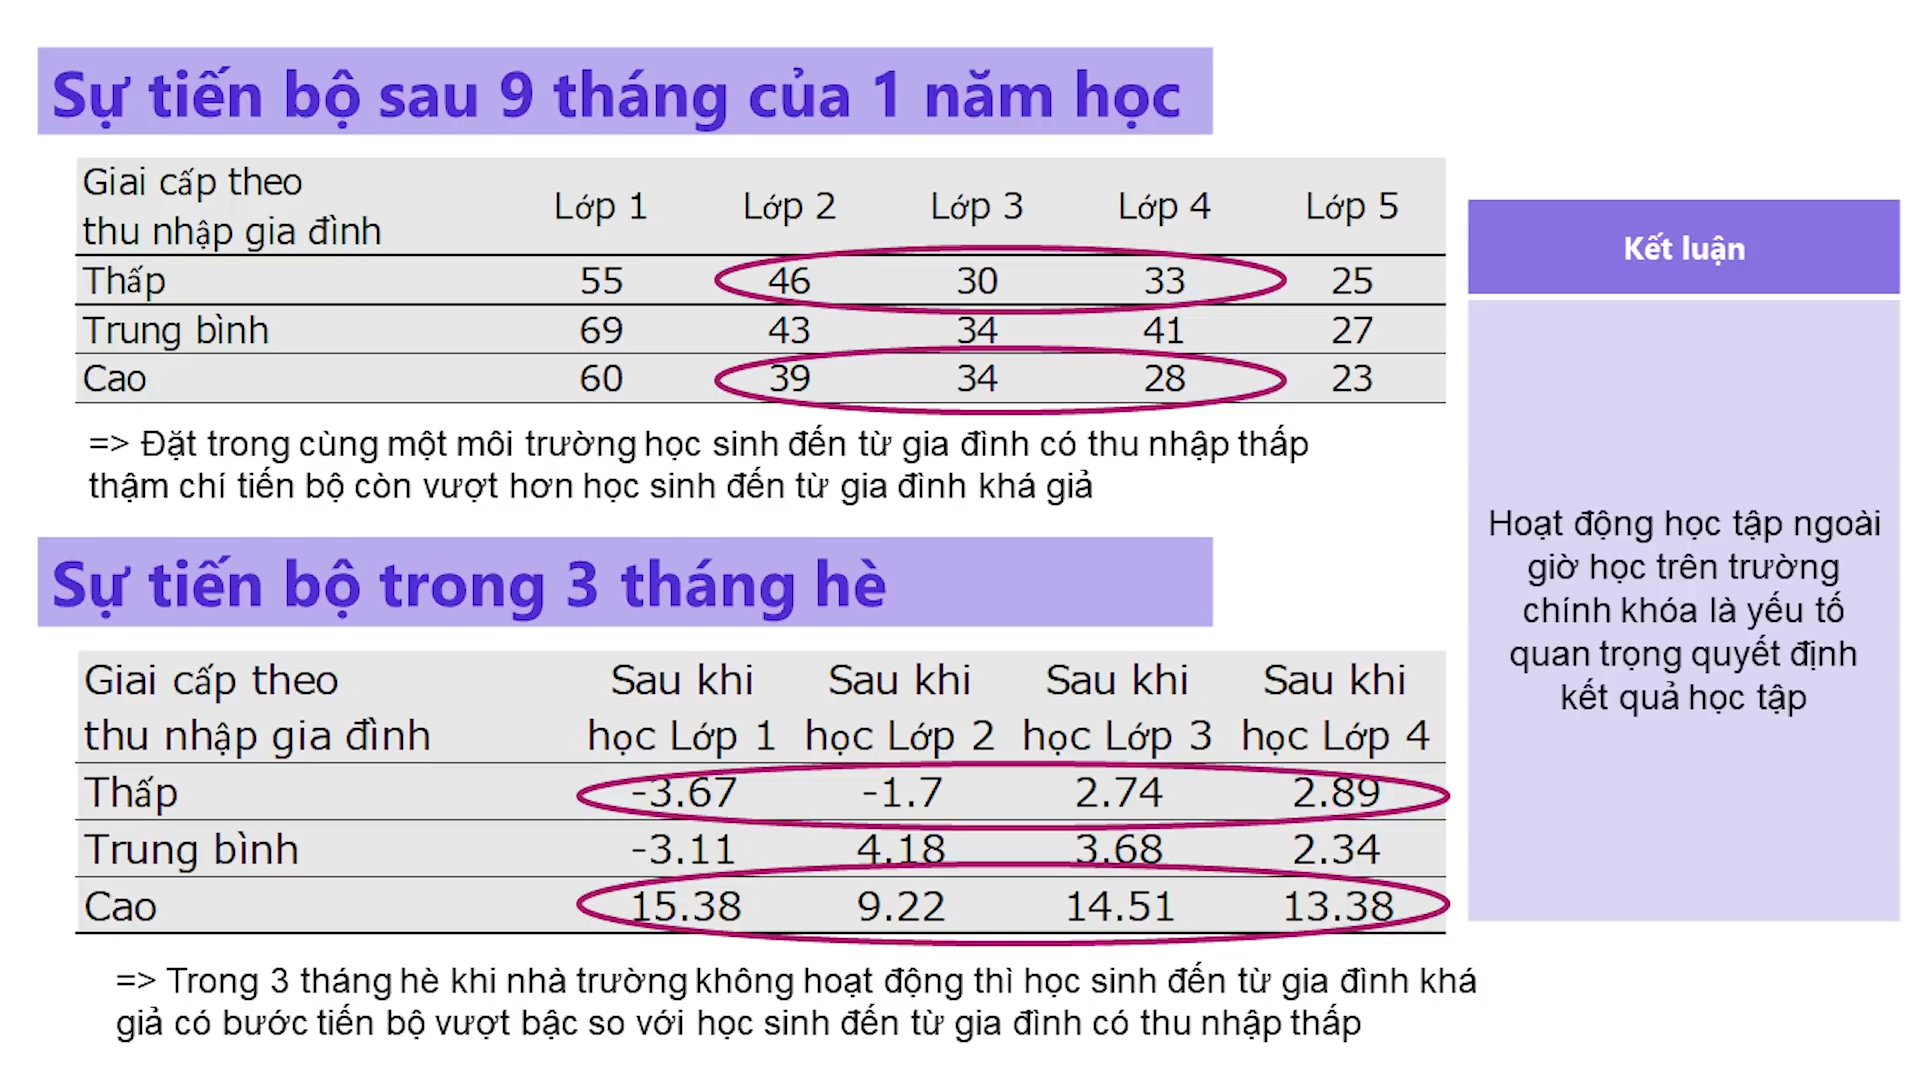 Sự tiến bộ sau 9 tháng của 1 năm học
Giai cấp theo
thu nhập gia đình
Lớp 1 Lớp 2 Lớp 3 Lớp 4 Lớp 5
Thấp 55 46 30 33 25
Trung bình 69 43 34 41 27
Cao 60 39 34 28 23
=> Đặt trong cùng một môi trường học sinh đến từ gia đình có thu nhập thấp
thậm chí tiến bộ còn vượt hơn học sinh đến từ gia đình khá giả
Sự tiến bộ trong 3 tháng hè
Giai cấp theo Sau khi Sau khi Sau khi Sau khi
thu nhập gia đình học Lớp 1 học Lớp 2 học Lớp 3 học Lớp 4
Thấp -3.67 -1.7 2.74 2.89
Trung bình -3.11 4.18 3.68 2.34
Cao 15.38 9.22 14.51 13.38
=> Trong 3 tháng hè khi nhà trường không hoạt động thì học sinh đến từ gia đình khá
giả có bước tiến bộ vượt bậc so với học sinh đến từ gia đình có thu nhập thấp
Kết luận
Hoạt động học tập ngoài
giờ học trên trường
chính khóa là yếu tố
quan trọng quyết định
kết quả học tập